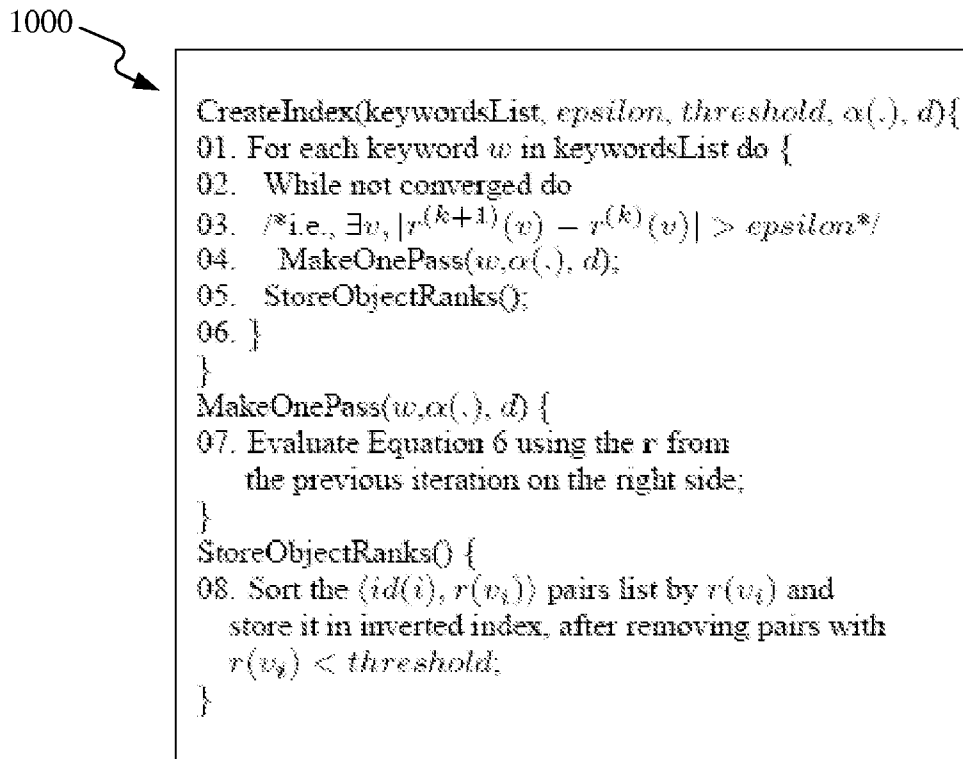 1000
CreateIndex(keywordsList, epsilon, threshold, α(.), d){
01. For each keyword w in keywordsList do {
02. While not converged do
03. /*i.e., ∃v, |r^(k+1)(v) − r^(k)(v)| > epsilon*/
04. MakeOnePass(w,α(.), d);
05. StoreObjectRanks();
06. }
}
MakeOnePass(w,α(.), d) {
07. Evaluate Equation 6 using the r from
the previous iteration on the right side;
}
StoreObjectRanks() {
08. Sort the ⟨id(i), r(v_i)⟩ pairs list by r(v_i) and
store it in inverted index, after removing pairs with
r(v_i) < threshold;
}